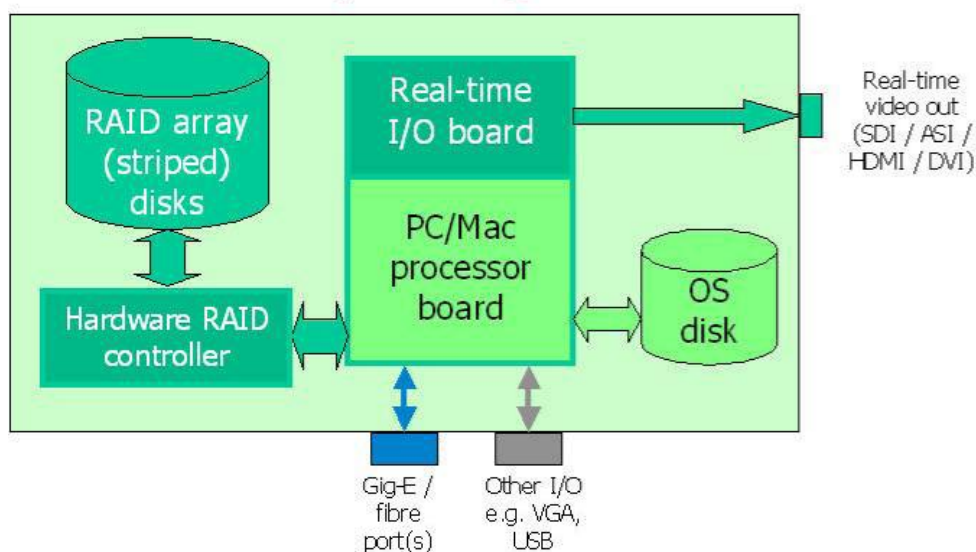 RAID array
(striped)
disks
Real-time
I/O board
Real-time
video out
(SDI / ASI /
HDMI / DVI)
PC/Mac
processor
board
Hardware RAID
controller
OS
disk
Gig-E /
fibre
port(s)
Other I/O
e.g. VGA,
USB